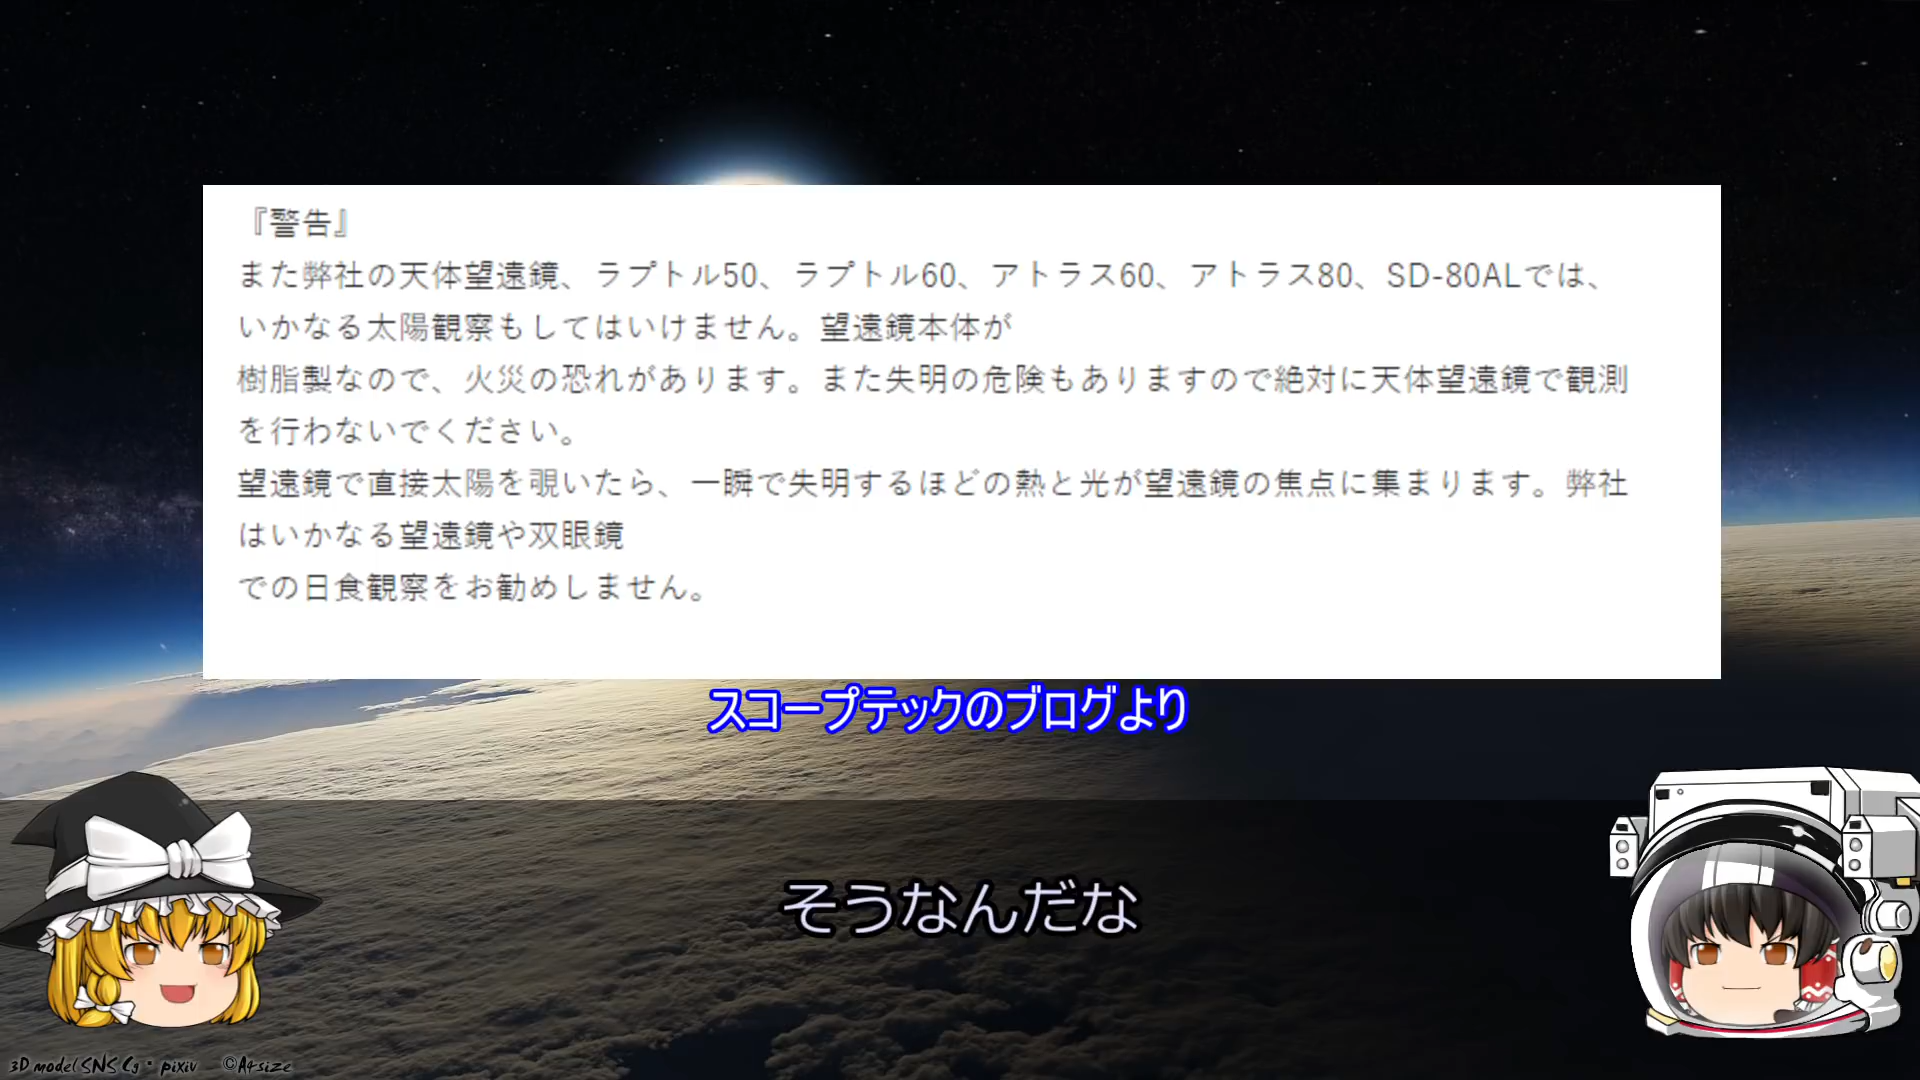 『警告』
また弊社の天体望遠鏡、ラプトル50、ラプトル60、アトラス60、アトラス80、SD-80ALでは、
いかなる太陽観察もしてはいけません。望遠鏡本体が
樹脂製なので、火災の恐れがあります。また失明の危険もありますので絶対に天体望遠鏡で観測
を行わないでください。
望遠鏡で直接太陽を覗いたら、一瞬で失明するほどの熱と光が望遠鏡の焦点に集まります。弊社
はいかなる望遠鏡や双眼鏡
での日食観察をお勧めしません。
スコープテックのブログより
そうなんだな
3D model SNS Cg・pixiv ©A4size